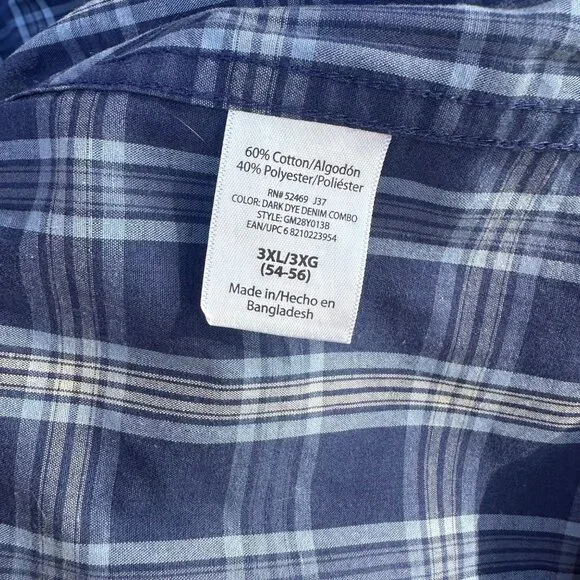 60% Cotton/Algodón
40% Polyester/Poliéster
RN# 52469 J37
COLOR: DARK DYE DENIM COMBO
STYLE: GM28Y013B
EAN/UPC 6 8210223954
3XL/3XG
(54-56)
Made in/Hecho en
Bangladesh